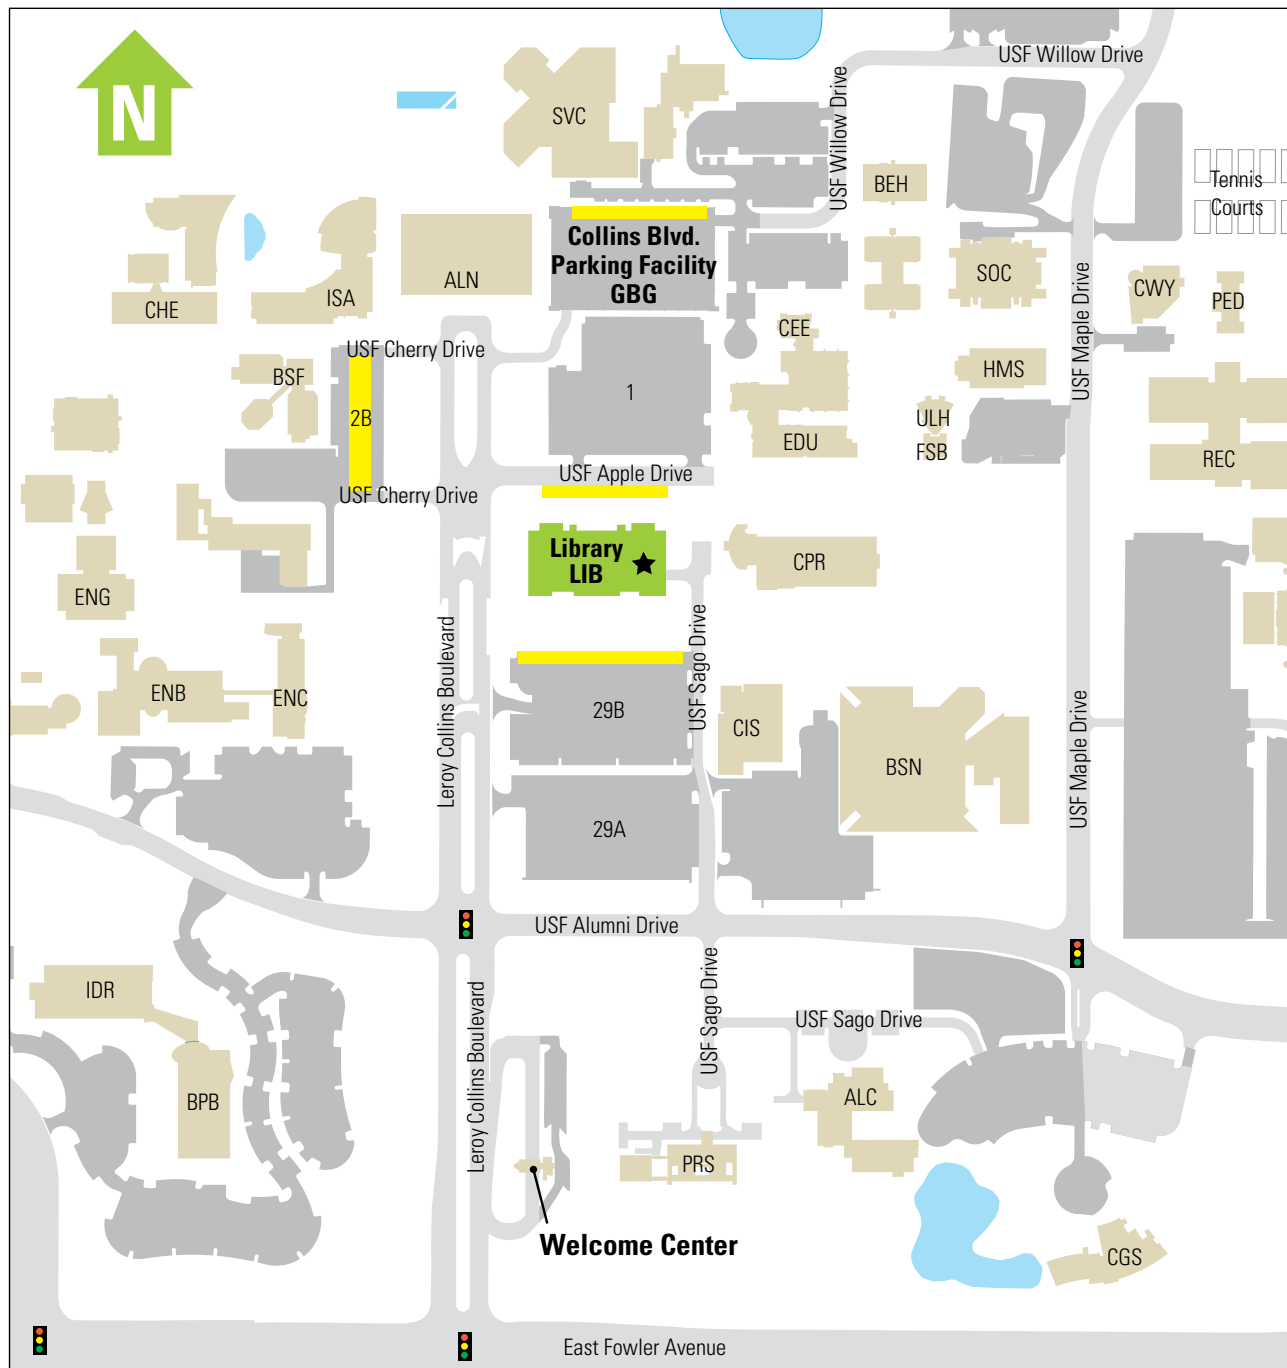 USF Willow Drive
N
SVC
USF Willow Drive
BEH
Tennis
Courts
Collins Blvd.
Parking Facility
GBG
ALN
ISA
CHE
SOC
CWY
PED
USF Maple Drive
CEE
USF Cherry Drive
BSF
2B
1
HMS
ULH
FSB
EDU
REC
USF Apple Drive
USF Cherry Drive
Library
LIB
CPR
ENG
Leroy Collins Boulevard
USF Sago Drive
ENB
ENC
29B
CIS
BSN
USF Maple Drive
29A
USF Alumni Drive
IDR
BPB
Leroy Collins Boulevard
USF Sago Drive
USF Sago Drive
ALC
PRS
Welcome Center
CGS
East Fowler Avenue